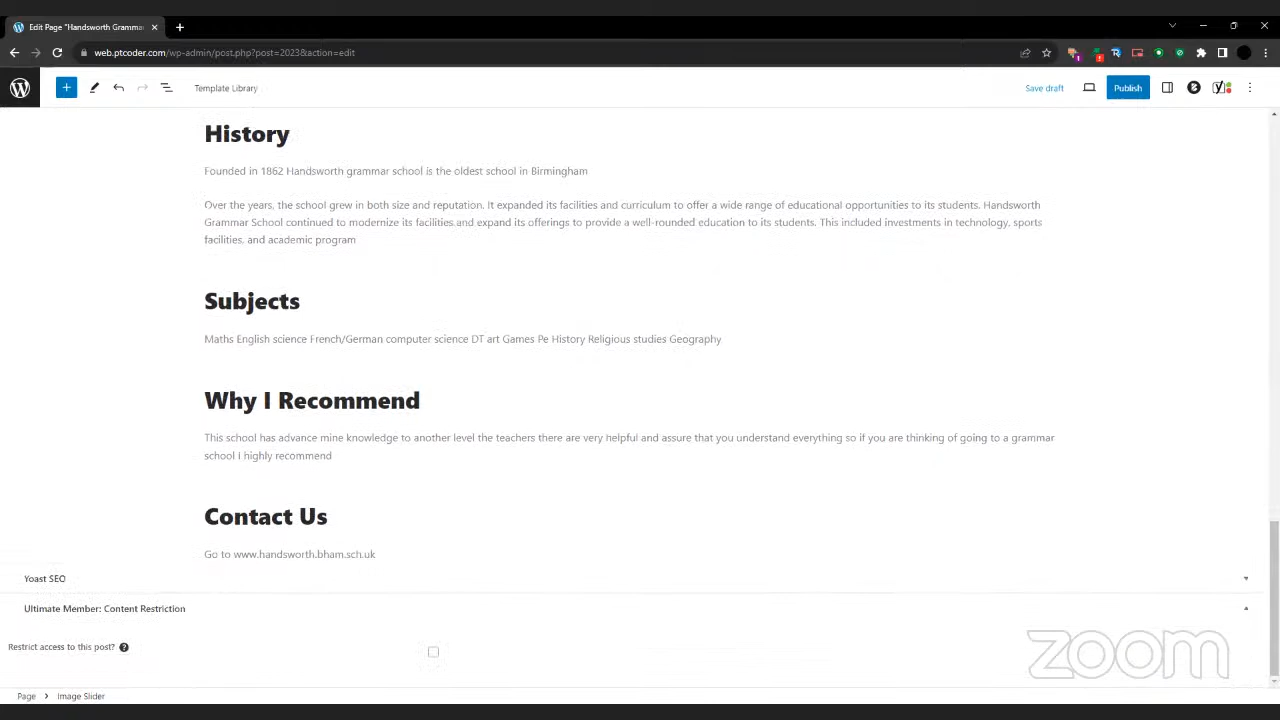 Edit Page "Handsworth Gramma
web.ptcoder.com/wp-admin/post.php?post=2023&action=edit
Template Library
Save draft
Publish
History
Founded in 1862 Handsworth grammar school is the oldest school in Birmingham
Over the years, the school grew in both size and reputation. It expanded its facilities and curriculum to offer a wide range of educational opportunities to its students. Handsworth
Grammar School continued to modernize its facilities and expand its offerings to provide a well-rounded education to its students. This included investments in technology, sports
facilities, and academic program
Subjects
Maths English science French/German computer science DT art Games Pe History Religious studies Geography
Why I Recommend
This school has advance mine knowledge to another level the teachers there are very helpful and assure that you understand everything so if you are thinking of going to a grammar
school i highly recommend
Contact Us
Go to www.handsworth.bham.sch.uk
Yoast SEO
Ultimate Member: Content Restriction
Restrict access to this post?
zoom
Page > Image Slider